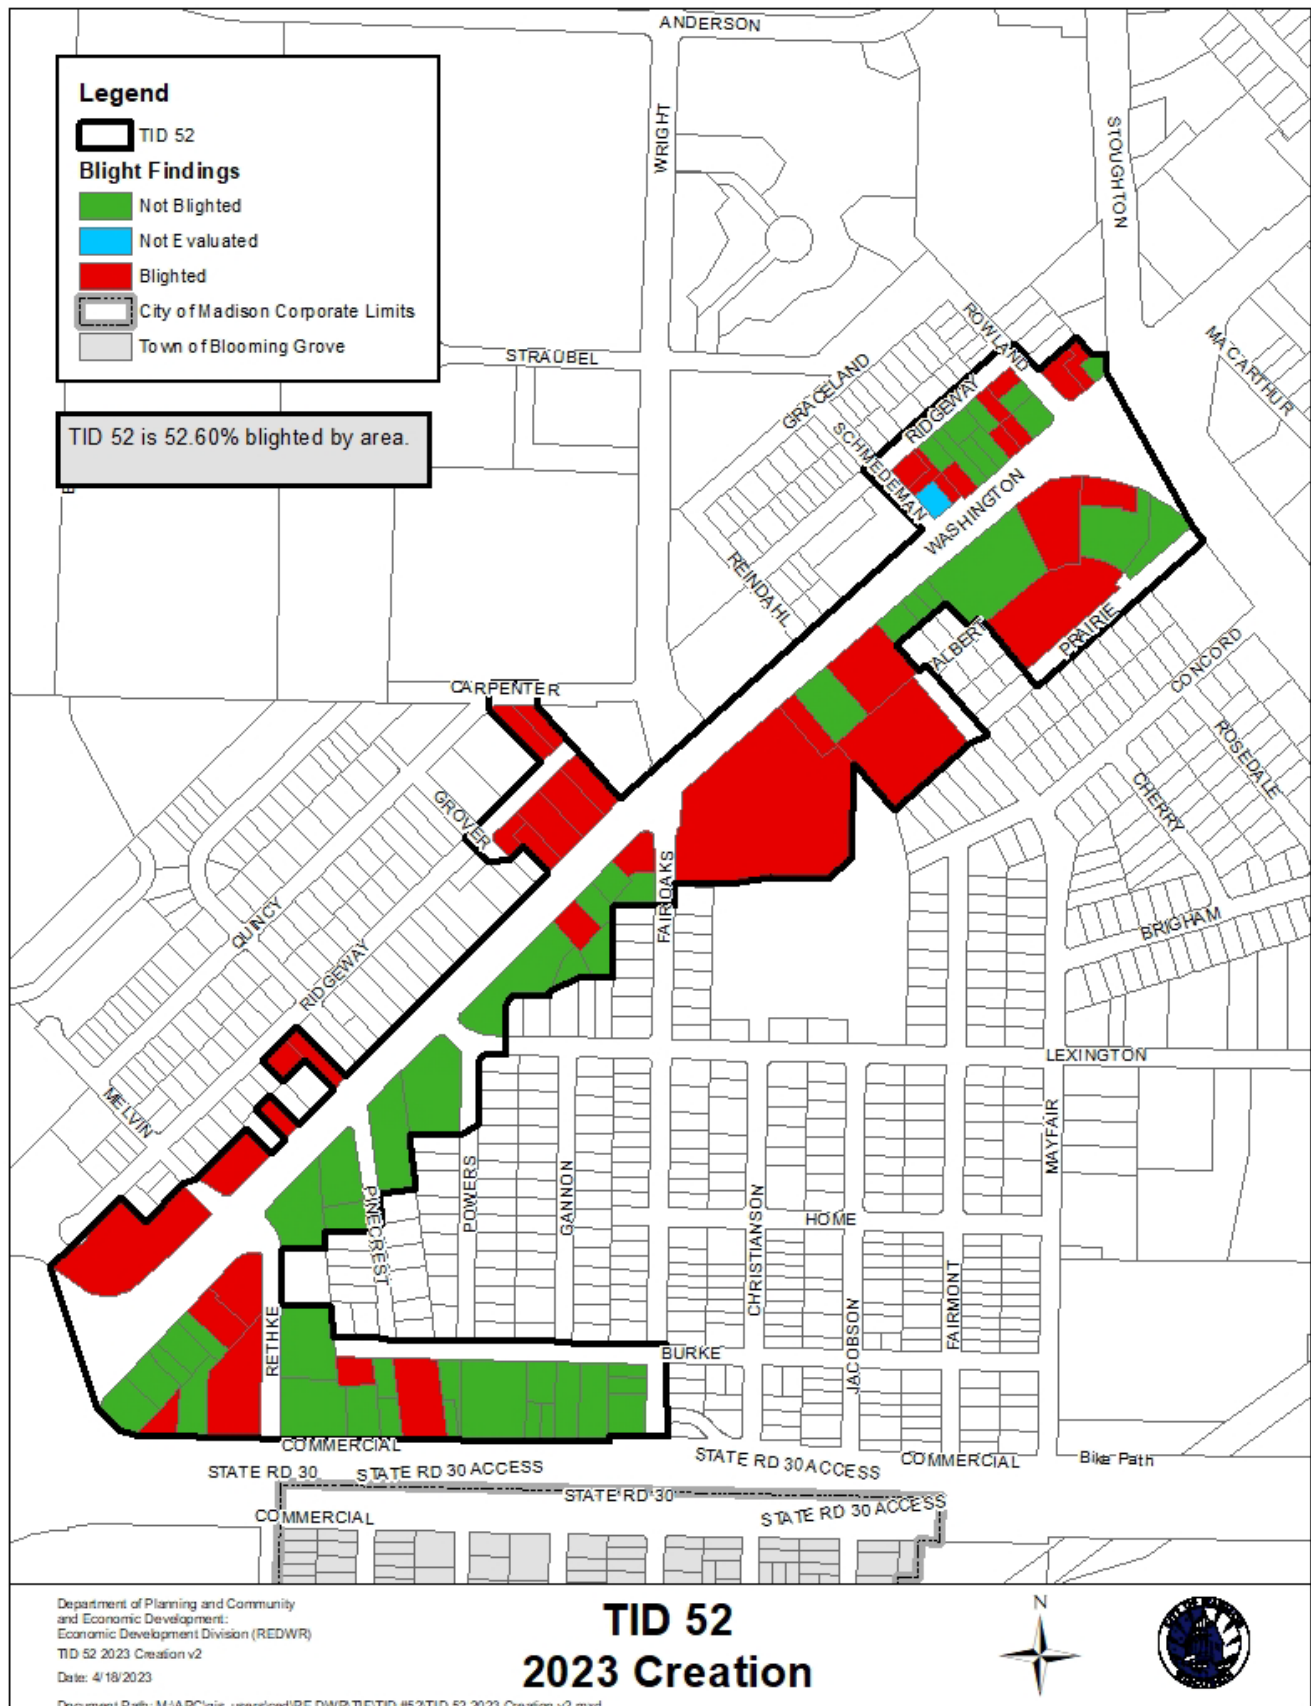 ANDERSON
Legend
TID 52
Blight Findings
Not Blighted
Not Evaluated
Blighted
City of Madison Corporate Limits
Town of Blooming Grove
TID 52 is 52.60% blighted by area.
WRIGHT
STOUGHTON
STRAUBEL
ROWLAND
MACARTHUR
GRACELAND
RIDGEWAY
SCHMEDEMAN
WASHINGTON
REINDAHL
ALBERT
PRAIRIE
CONCORD
CARPENTER
ROSEDALE
CHERRY
GROVER
FAIR OAKS
BRIGHAM
QUINCY
RIDGEWAY
LEXINGTON
MELVIN
MAYFAIR
POWERS
GANNON
PINECREST
CHRISTIANSON
HOME
RETHKE
JACOBSON
FAIRMONT
BURKE
COMMERCIAL
STATE RD 30
STATE RD 30 ACCESS
STATE RD 30 ACCESS
COMMERCIAL
Bike Path
STATE RD 30
STATE RD 30 ACCESS
COMMERCIAL
Department of Planning and Community
and Economic Development:
Economic Development Division (REDWR)
TID 52 2023 Creation v2
Date: 4/18/2023
TID 52
2023 Creation
N